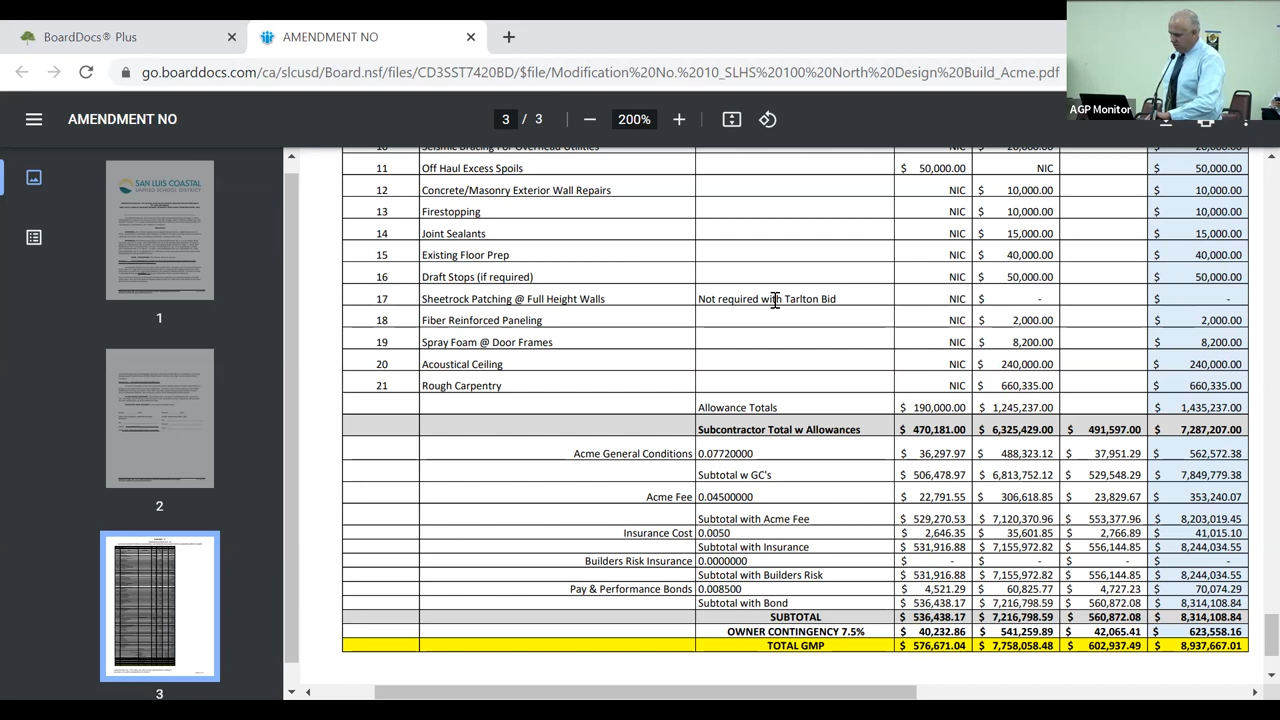 BoardDocs® Plus
AMENDMENT NO
go.boarddocs.com/ca/slcusd/Board.nsf/files/CD3SST7420BD/$file/Modification%20No.%2010_SLHS%20100%20North%20Design%20Build_Acme.pdf
AGP Monitor
AMENDMENT NO
3 / 3
200%
SAN LUIS COASTAL
1
2
3
10 Seismic Bracing For Overhead Utilities NIC $ 20,000.00 $ 20,000.00
11 Off Haul Excess Spoils $ 50,000.00 NIC $ 50,000.00
12 Concrete/Masonry Exterior Wall Repairs NIC $ 10,000.00 $ 10,000.00
13 Firestopping NIC $ 10,000.00 $ 10,000.00
14 Joint Sealants NIC $ 15,000.00 $ 15,000.00
15 Existing Floor Prep NIC $ 40,000.00 $ 40,000.00
16 Draft Stops (if required) NIC $ 50,000.00 $ 50,000.00
17 Sheetrock Patching @ Full Height Walls Not required with Tarlton Bid NIC $ - $ -
18 Fiber Reinforced Paneling NIC $ 2,000.00 $ 2,000.00
19 Spray Foam @ Door Frames NIC $ 8,200.00 $ 8,200.00
20 Acoustical Ceiling NIC $ 240,000.00 $ 240,000.00
21 Rough Carpentry NIC $ 660,335.00 $ 660,335.00
Allowance Totals $ 190,000.00 $ 1,245,237.00 $ 1,435,237.00
Subcontractor Total w Allowances $ 470,181.00 $ 6,325,429.00 $ 491,597.00 $ 7,287,207.00
Acme General Conditions 0.07720000 $ 36,297.97 $ 488,323.12 $ 37,951.29 $ 562,572.38
Subtotal w GC's $ 506,478.97 $ 6,813,752.12 $ 529,548.29 $ 7,849,779.38
Acme Fee 0.04500000 $ 22,791.55 $ 306,618.85 $ 23,829.67 $ 353,240.07
Subtotal with Acme Fee $ 529,270.53 $ 7,120,370.96 $ 553,377.96 $ 8,203,019.45
Insurance Cost 0.0050 $ 2,646.35 $ 35,601.85 $ 2,766.89 $ 41,015.10
Subtotal with Insurance $ 531,916.88 $ 7,155,972.82 $ 556,144.85 $ 8,244,034.55
Builders Risk Insurance 0.0000000 $ - $ - $ - $ -
Subtotal with Builders Risk $ 531,916.88 $ 7,155,972.82 $ 556,144.85 $ 8,244,034.55
Pay & Performance Bonds 0.008500 $ 4,521.29 $ 60,825.77 $ 4,727.23 $ 70,074.29
Subtotal with Bond $ 536,438.17 $ 7,216,798.59 $ 560,872.08 $ 8,314,108.84
SUBTOTAL $ 536,438.17 $ 7,216,798.59 $ 560,872.08 $ 8,314,108.84
OWNER CONTINGENCY 7.5% $ 40,232.86 $ 541,259.89 $ 42,065.41 $ 623,558.16
TOTAL GMP $ 576,671.04 $ 7,758,058.48 $ 602,937.49 $ 8,937,667.01